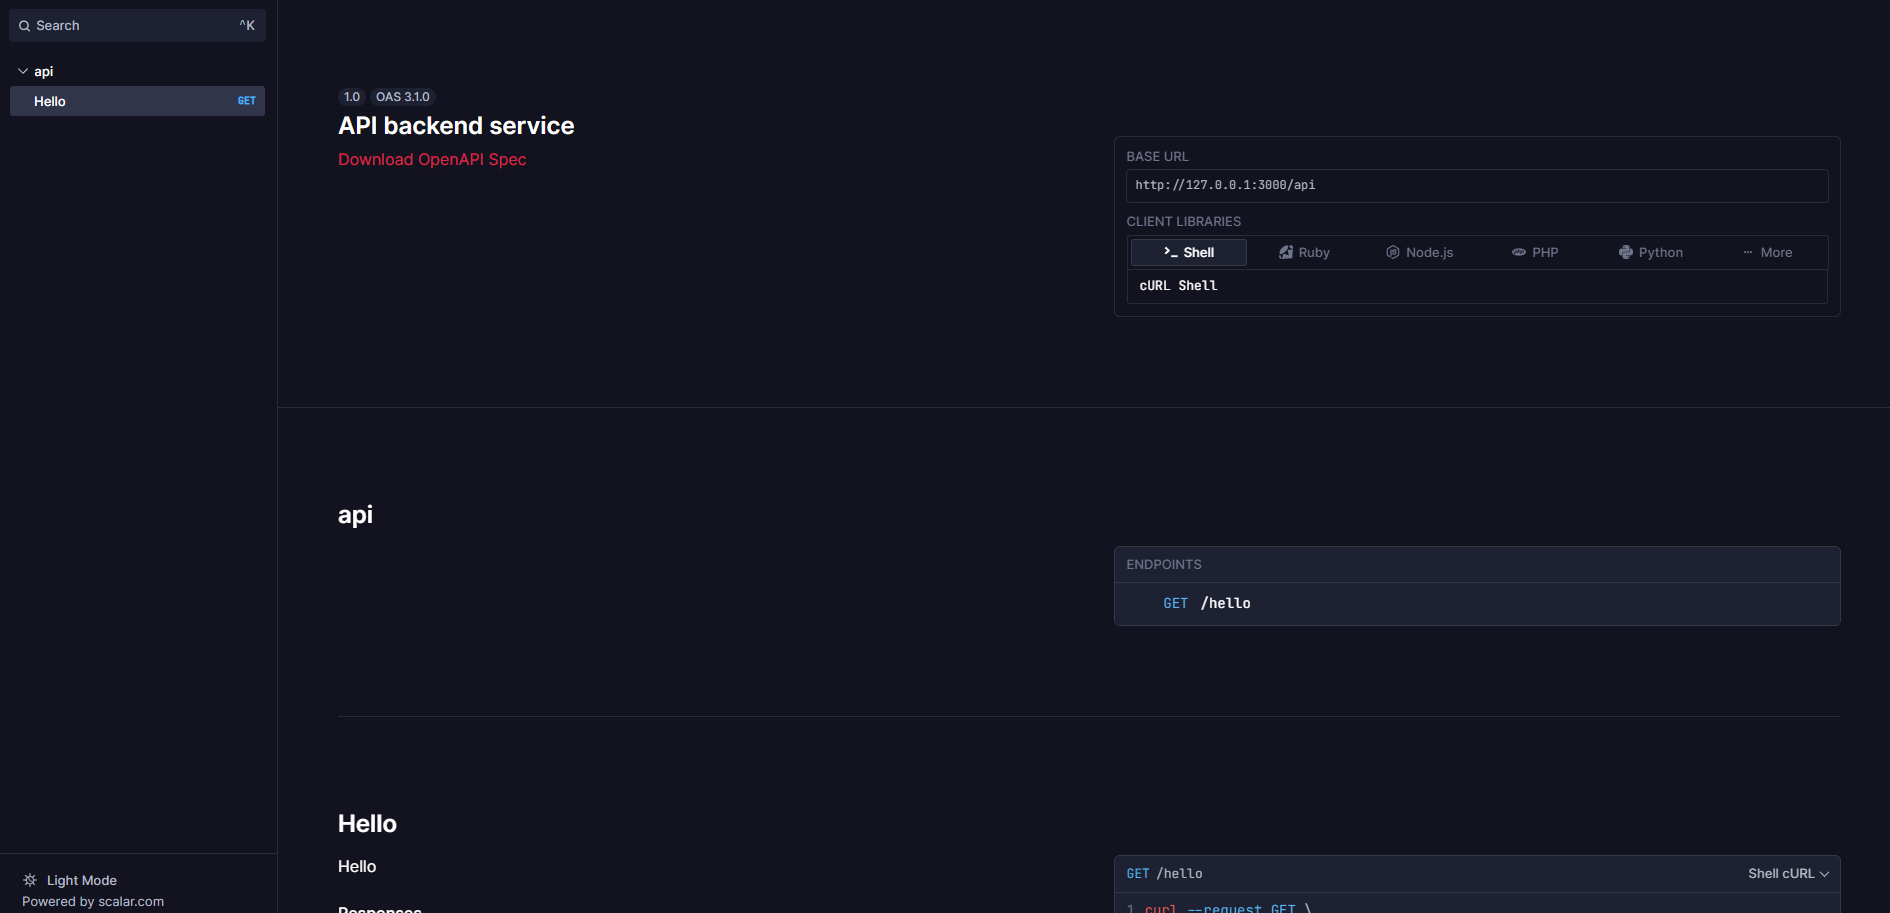 Search ^K
api
Hello GET
Light Mode
Powered by scalar.com
1.0 OAS 3.1.0
API backend service
Download OpenAPI Spec
BASE URL
http://127.0.0.1:3000/api
CLIENT LIBRARIES
Shell Ruby Node.js PHP Python More
cURL Shell
api
ENDPOINTS
GET /hello
Hello
Hello
Responses
GET /hello Shell cURL
1 curl --request GET \